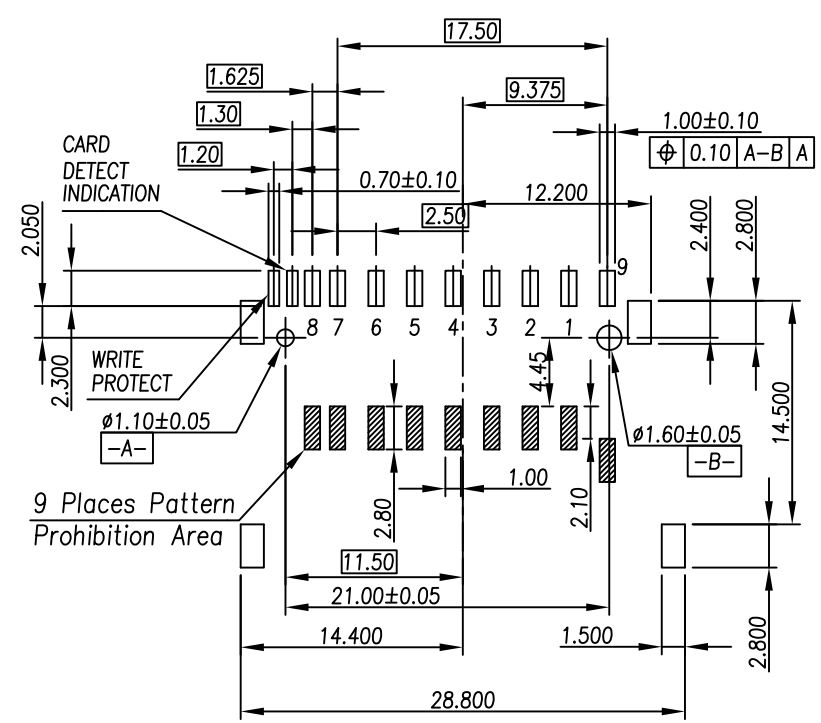 17.50
1.625
9.375
1.30
1.00±0.10
⌖ 0.10 A-B A
CARD
DETECT
INDICATION
1.20
0.70±0.10
12.200
2.50
2.050
2.400
2.800
9
8 7 6 5 4 3 2 1
2.300
WRITE
PROTECT
4.45
14.500
ø1.10±0.05
-A-
ø1.60±0.05
-B-
9 Places Pattern
Prohibition Area
2.80
1.00
2.10
11.50
21.00±0.05
14.400
1.500
2.800
28.800